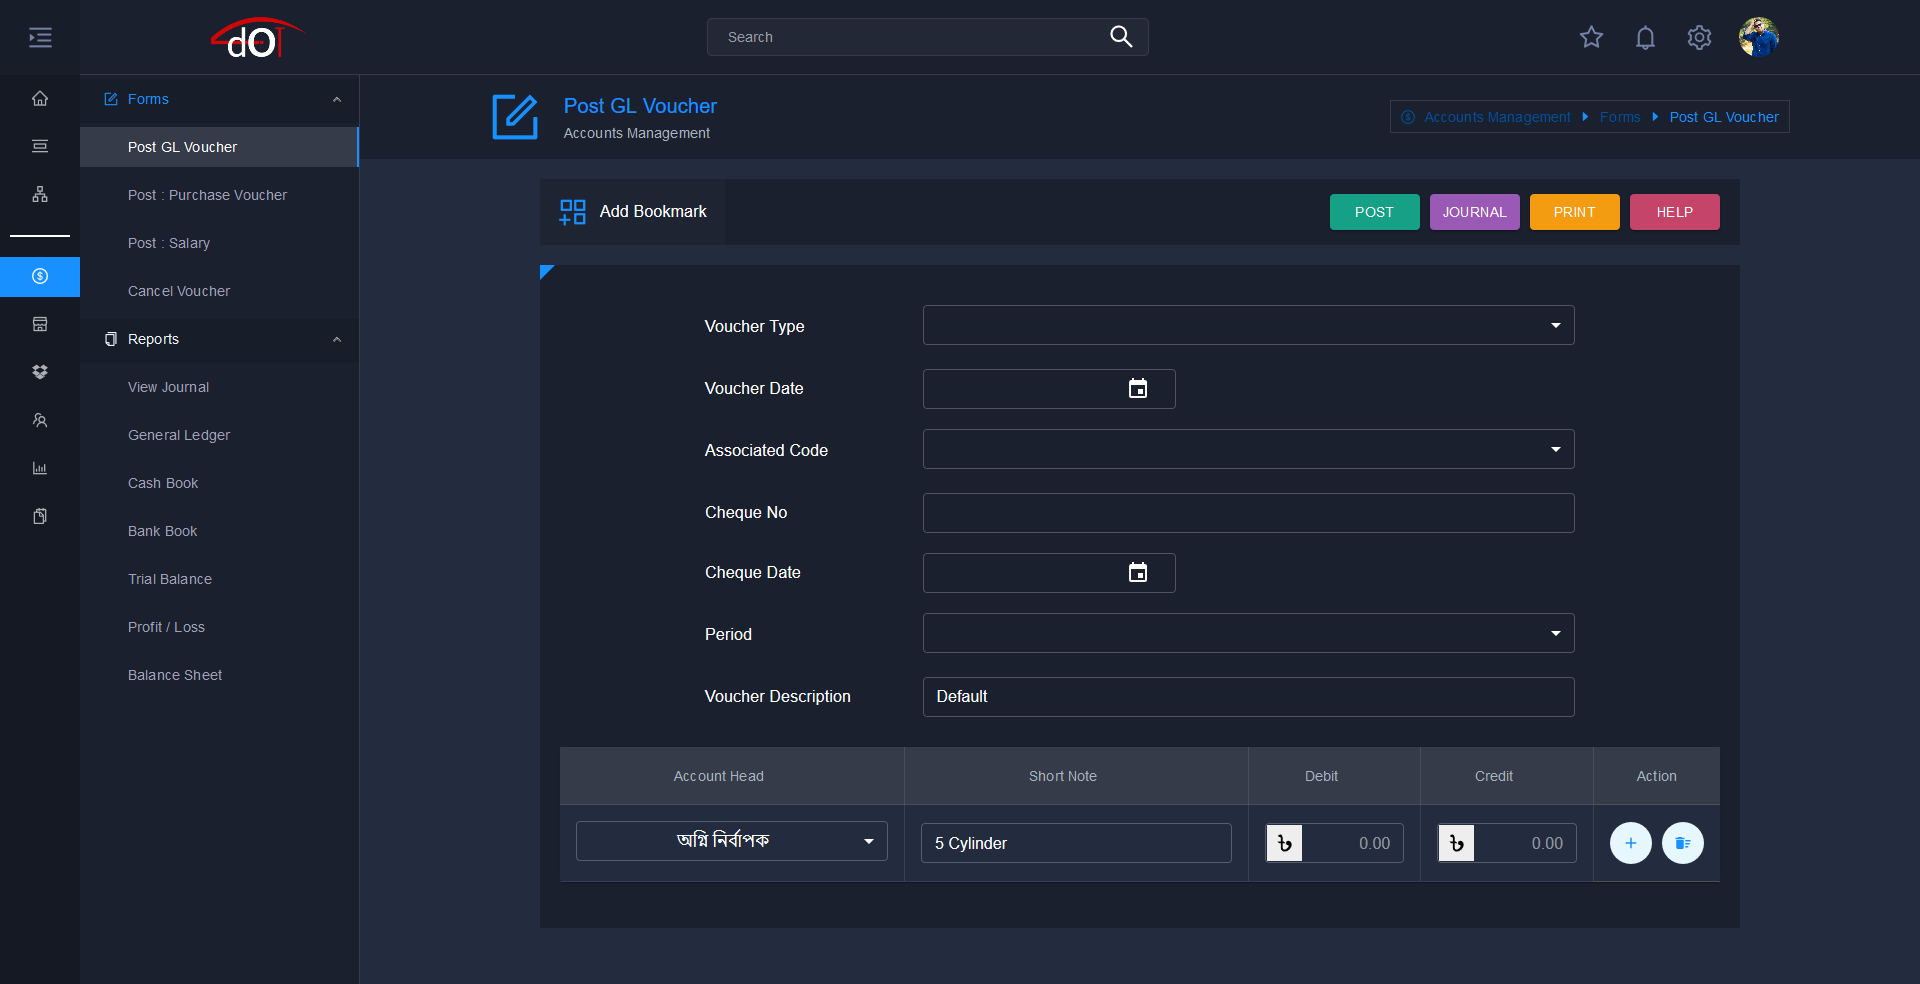 dOT
Search
Forms
Post GL Voucher
Post : Purchase Voucher
Post : Salary
Cancel Voucher
Reports
View Journal
General Ledger
Cash Book
Bank Book
Trial Balance
Profit / Loss
Balance Sheet
Post GL Voucher
Accounts Management
Accounts Management Forms Post GL Voucher
Add Bookmark
POST JOURNAL PRINT HELP
Voucher Type
Voucher Date
Associated Code
Cheque No
Cheque Date
Period
Voucher Description Default
Account Head Short Note Debit Credit Action
অগ্নি নির্বাপক 5 Cylinder ৳ 0.00 ৳ 0.00